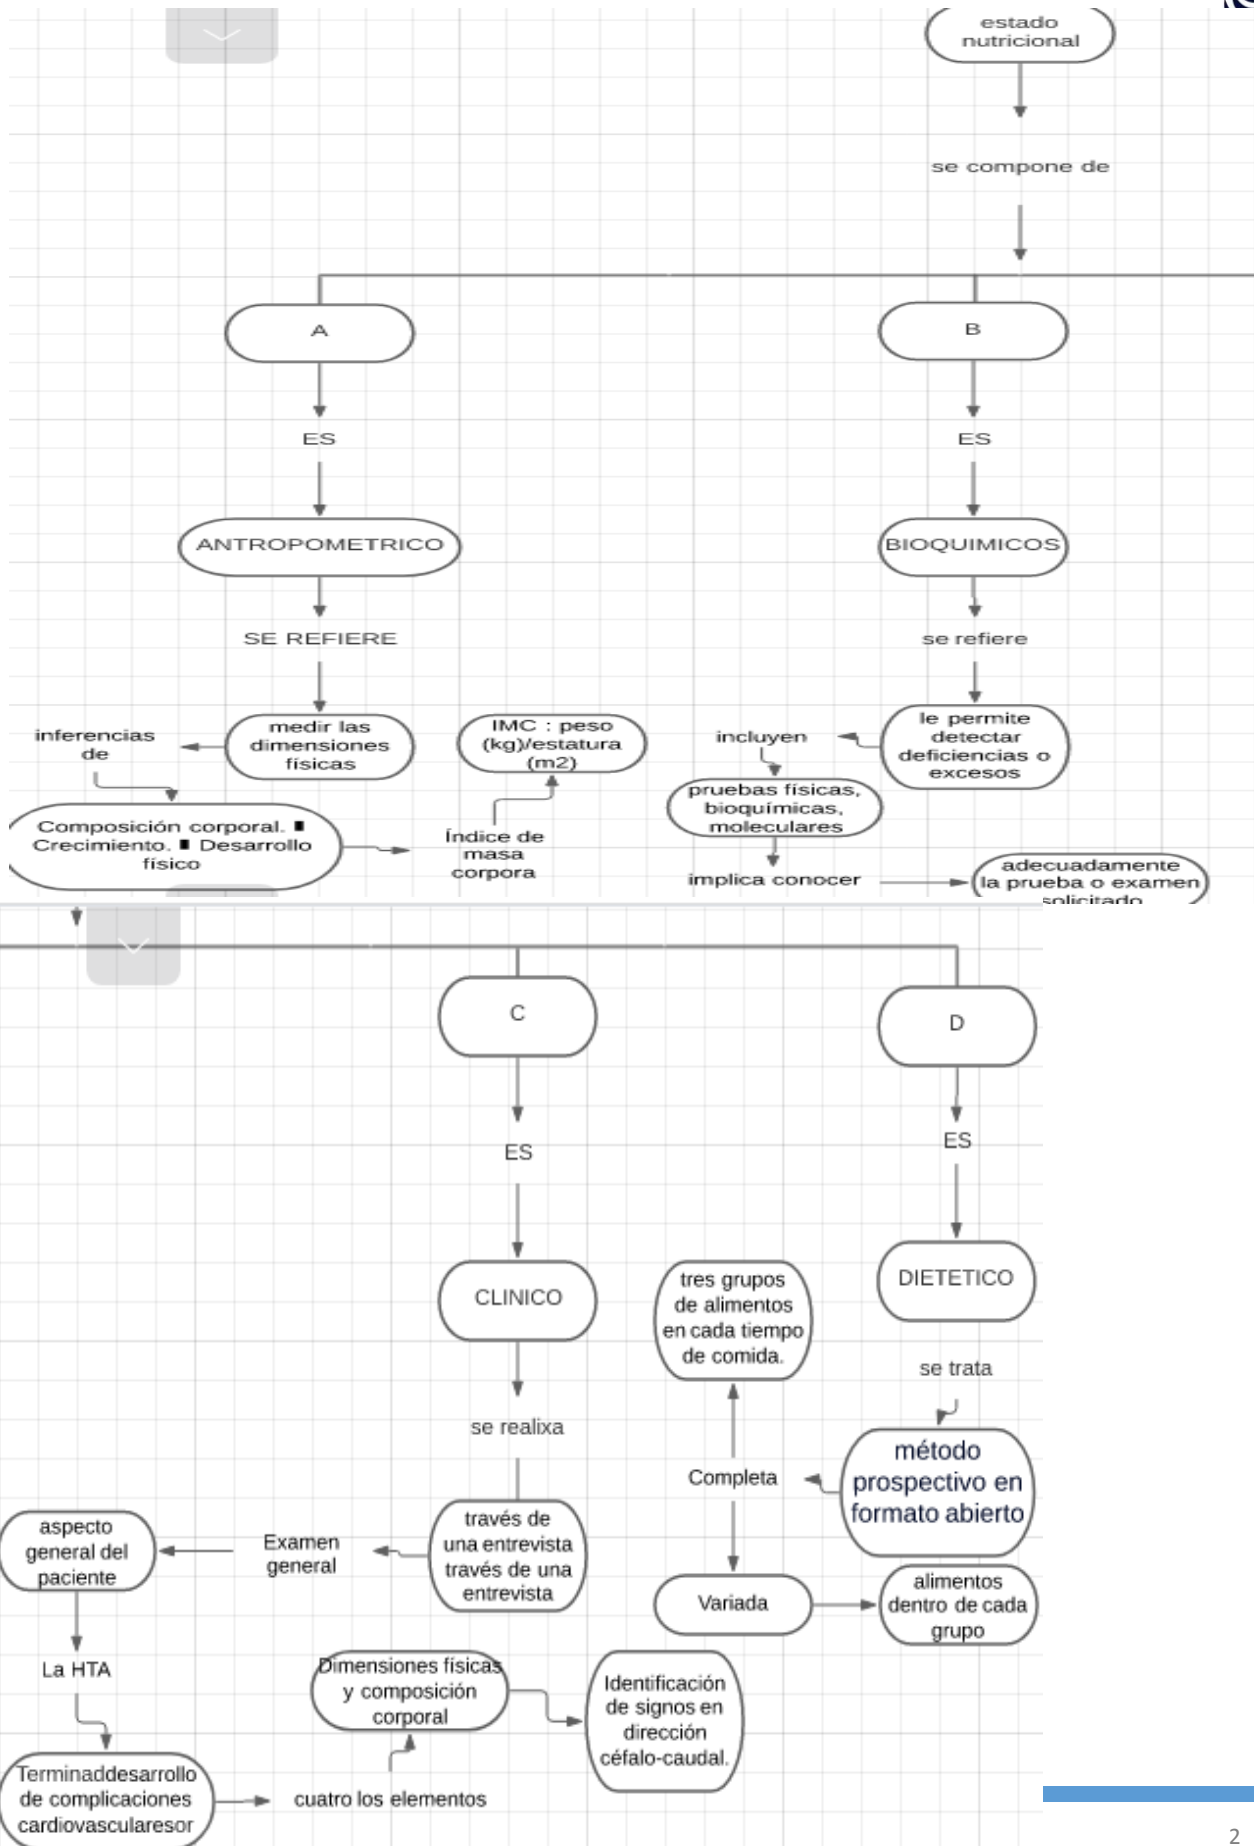 estado
nutricional
se compone de
A
B
ES
ES
ANTROPOMETRICO
BIOQUIMICOS
SE REFIERE
se refiere
inferencias
de
medir las
dimensiones
físicas
IMC : peso
(kg)/estatura
(m2)
incluyen
le permite
detectar
deficiencias o
excesos
Composición corporal. ■
Crecimiento. ■ Desarrollo
físico
Índice de
masa
corpora
pruebas físicas,
bioquímicas,
moleculares
implica conocer
adecuadamente
la prueba o examen
solicitado
C
D
ES
ES
CLINICO
DIETETICO
tres grupos
de alimentos
en cada tiempo
de comida.
se trata
se realixa
método
prospectivo en
formato abierto
Completa
aspecto
general del
paciente
Examen
general
través de
una entrevista
través de una
entrevista
Variada
alimentos
dentro de cada
grupo
La HTA
Dimensiones físicas
y composición
corporal
Identificación
de signos en
dirección
céfalo-caudal.
Terminaddesarrollo
de complicaciones
cardiovascularesor
cuatro los elementos
2